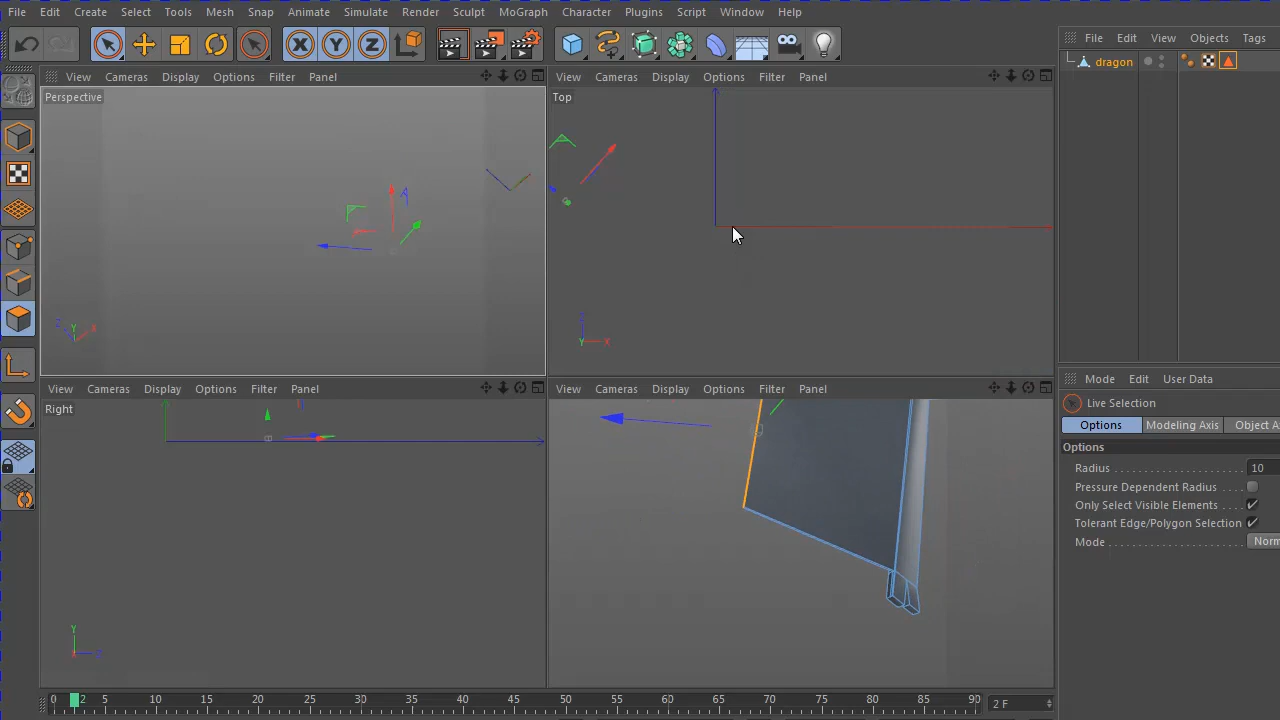 File Edit Create Select Tools Mesh Snap Animate Simulate Render Sculpt MoGraph Character Plugins Script Window Help
File Edit View Objects Tags
X Y Z
dragon
View Cameras Display Options Filter Panel
View Cameras Display Options Filter Panel
Perspective
Top
Z Y X
Z
Y X
Mode Edit User Data
Live Selection
Options Modeling Axis Object A
Options
Radius 10
Pressure Dependent Radius
Only Select Visible Elements
Tolerant Edge/Polygon Selection
Mode Norm
View Cameras Display Options Filter Panel
View Cameras Display Options Filter Panel
Right
Y
Z
0 2 5 10 15 20 25 30 35 40 45 50 55 60 65 70 75 80 85 90 2 F